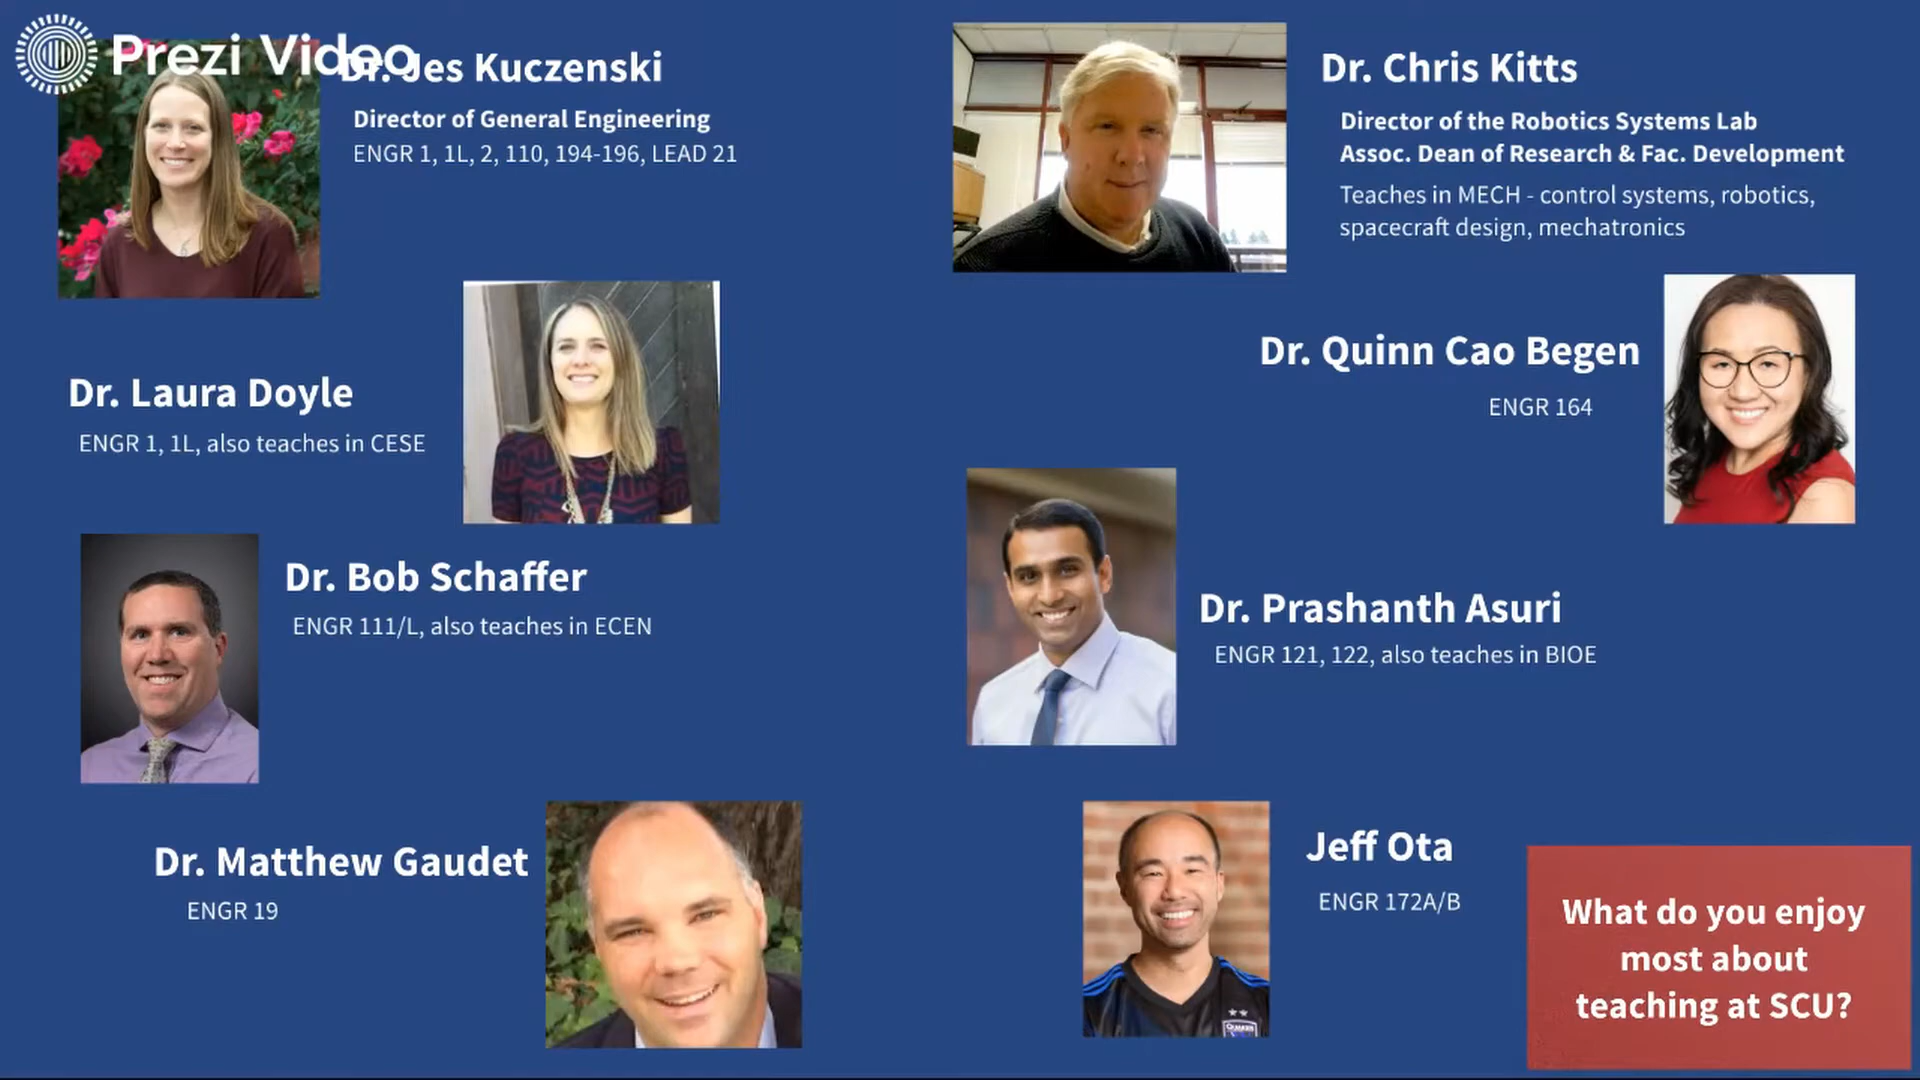 Prezi Video
Dr. Jes Kuczenski
Director of General Engineering
ENGR 1, 1L, 2, 110, 194-196, LEAD 21
Dr. Laura Doyle
ENGR 1, 1L, also teaches in CESE
Dr. Bob Schaffer
ENGR 111/L, also teaches in ECEN
Dr. Matthew Gaudet
ENGR 19
Dr. Chris Kitts
Director of the Robotics Systems Lab
Assoc. Dean of Research & Fac. Development
Teaches in MECH - control systems, robotics,
spacecraft design, mechatronics
Dr. Quinn Cao Begen
ENGR 164
Dr. Prashanth Asuri
ENGR 121, 122, also teaches in BIOE
Jeff Ota
ENGR 172A/B
What do you enjoy
most about
teaching at SCU?